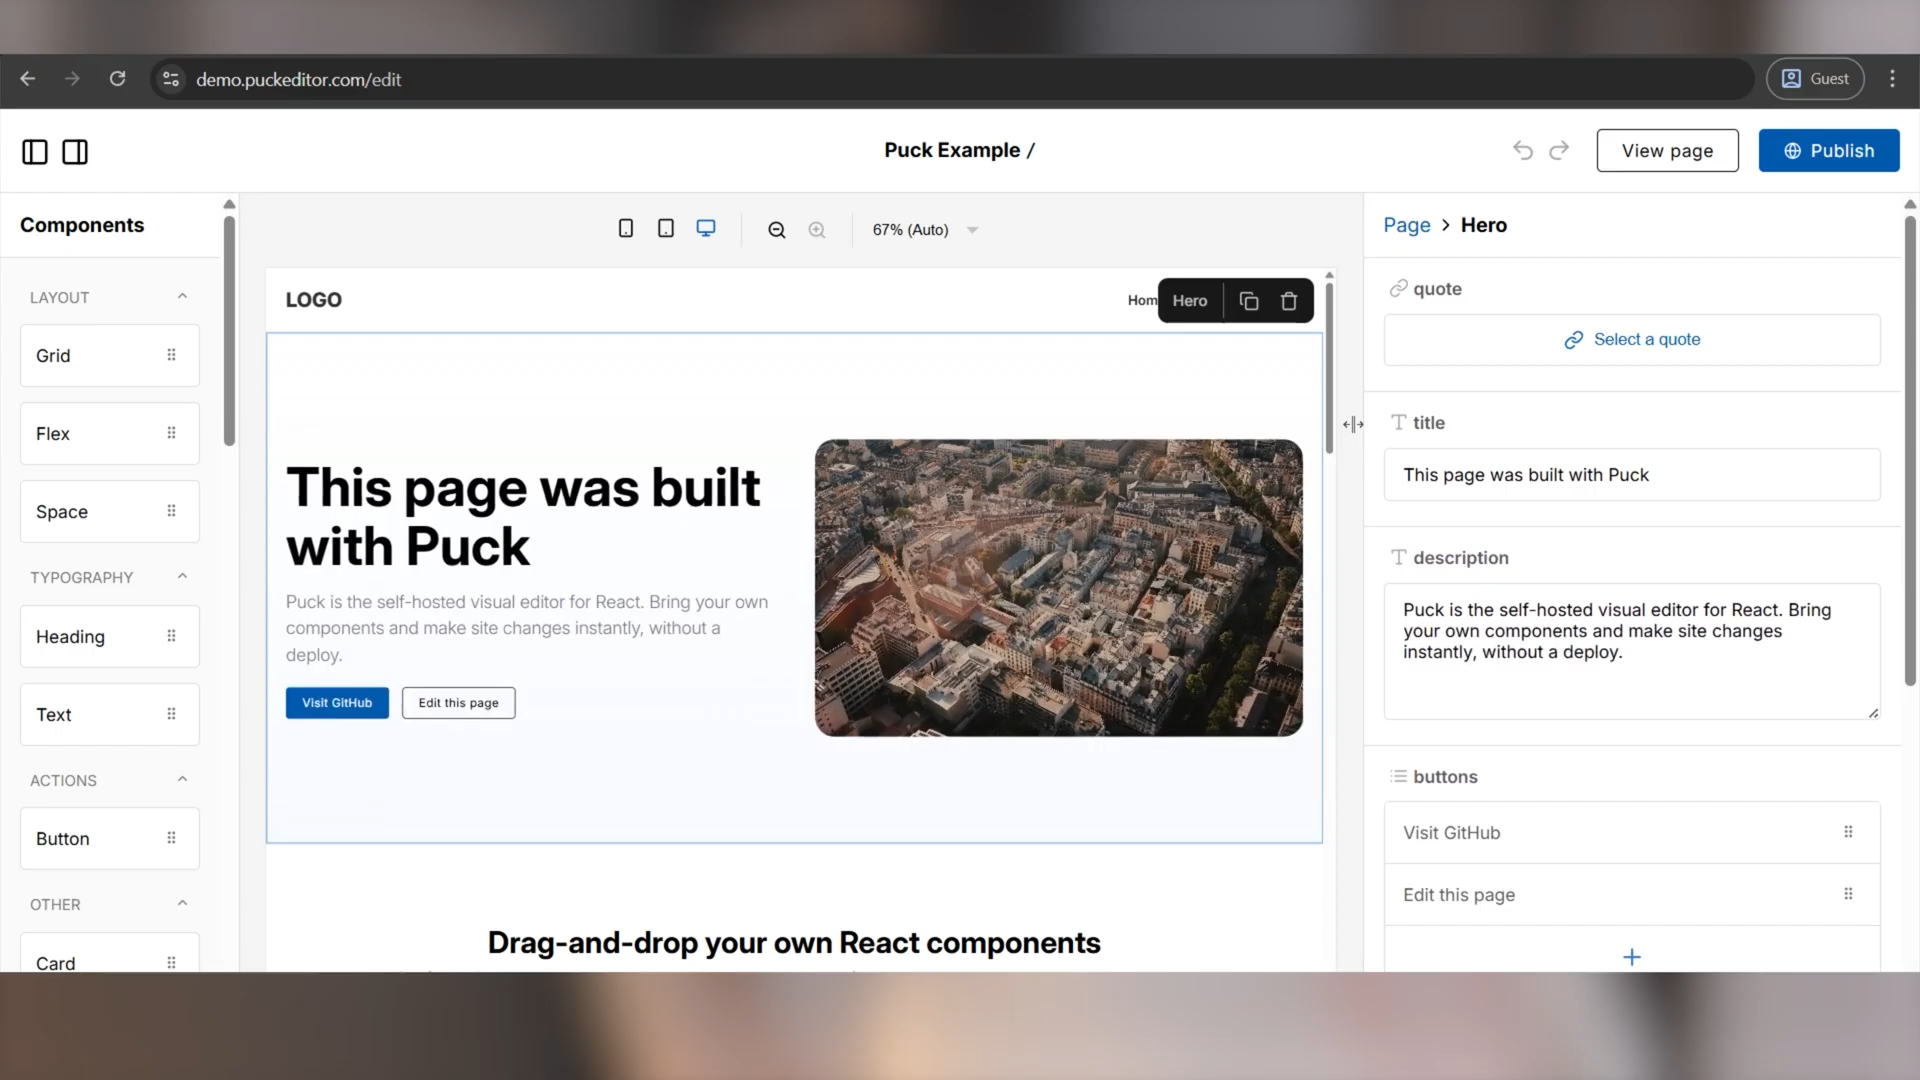 demo.puckeditor.com/edit
Guest
Puck Example /
View page
Publish
Components
LAYOUT
Grid
Flex
Space
TYPOGRAPHY
Heading
Text
ACTIONS
Button
OTHER
Card
67% (Auto)
LOGO
Hom
Hero
This page was built
with Puck
Puck is the self-hosted visual editor for React. Bring your own
components and make site changes instantly, without a
deploy.
Visit GitHub
Edit this page
Drag-and-drop your own React components
Page > Hero
quote
Select a quote
title
This page was built with Puck
description
Puck is the self-hosted visual editor for React. Bring
your own components and make site changes
instantly, without a deploy.
buttons
Visit GitHub
Edit this page